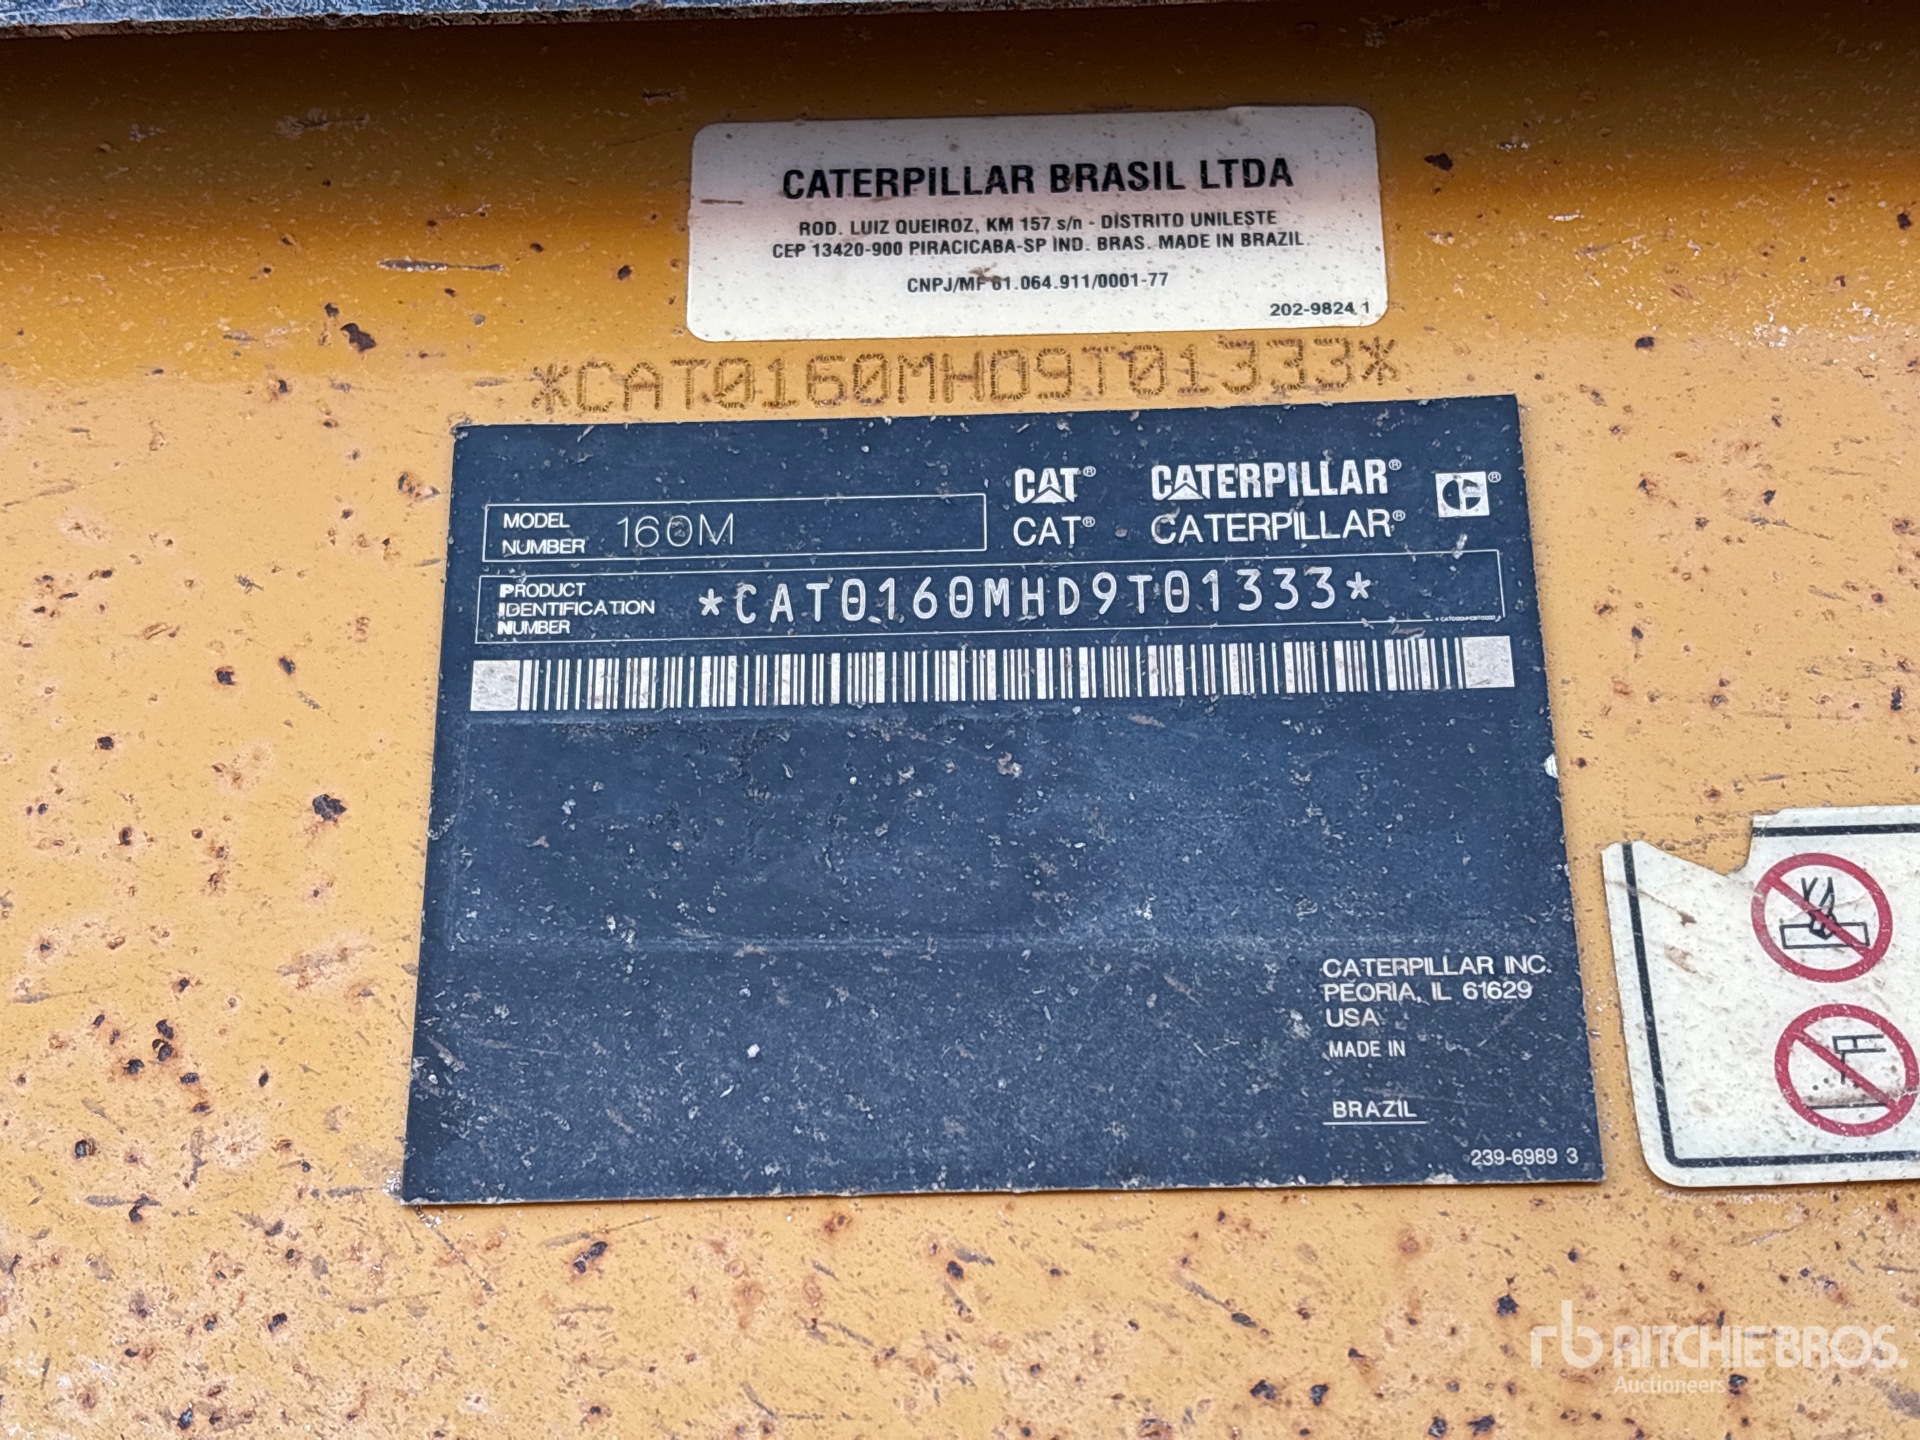 CATERPILLAR BRASIL LTDA
ROD. LUIZ QUEIROZ, KM 157 s/n - DISTRITO UNILESTE
CEP 13420-900 PIRACICABA-SP IND. BRAS. MADE IN BRAZIL
CNPJ/MF 61.064.911/0001-77
202-9824 1
*CAT0160MHD9T01333*
MODEL NUMBER 160M
CAT® CATERPILLAR®
CAT® CATERPILLAR®
PRODUCT IDENTIFICATION NUMBER *CAT0160MHD9T01333*
CATERPILLAR INC.
PEORIA, IL 61629
USA
MADE IN
BRAZIL
239-6989 3
rb RITCHIE BROS.
Auctioneers